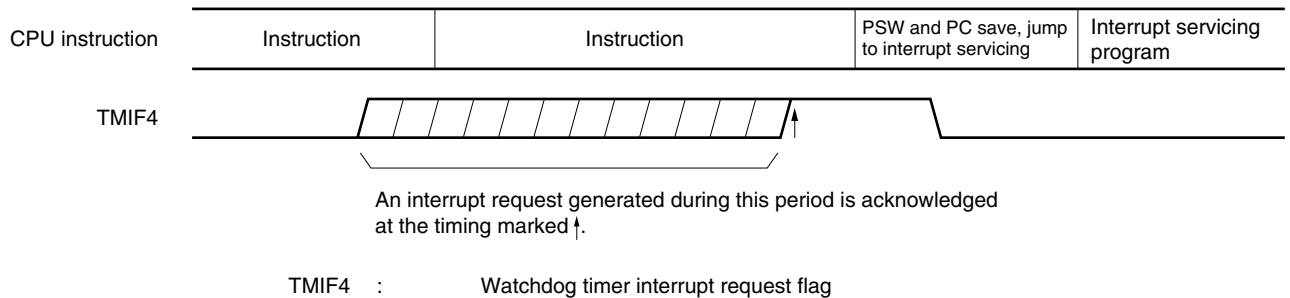 CPU instruction
Instruction
Instruction
PSW and PC save, jump
to interrupt servicing
Interrupt servicing
program
TMIF4
An interrupt request generated during this period is acknowledged
at the timing marked ↑.
TMIF4 : Watchdog timer interrupt request flag